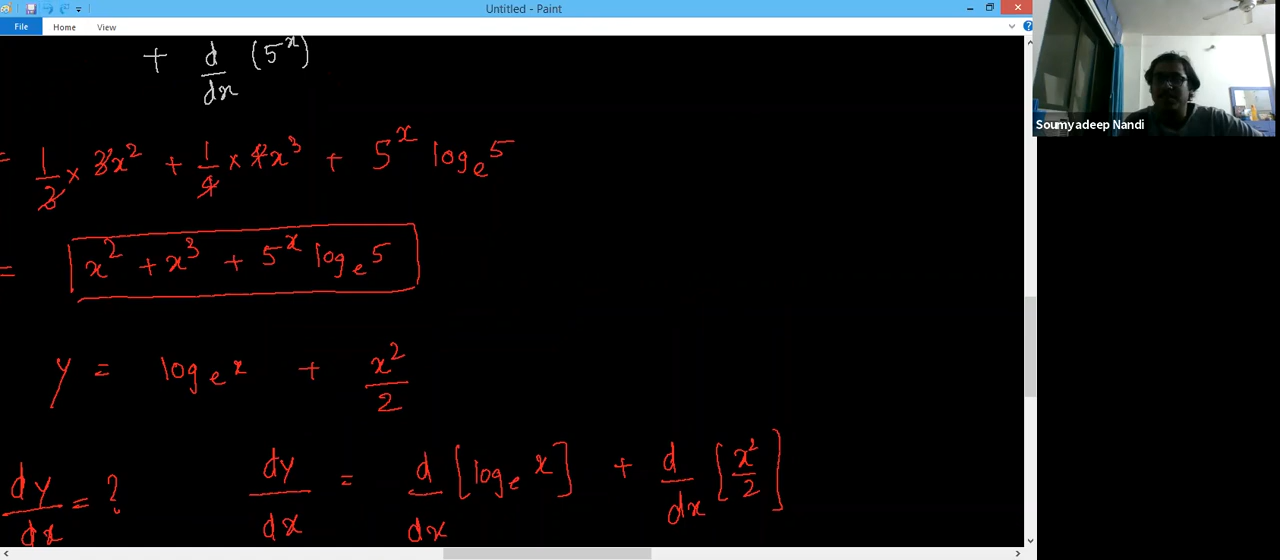 Untitled - Paint
File Home View
Soumyadeep Nandi
+ d/dx (5^x)
= 1/3 × 3x^2 + 1/4 × 4x^3 + 5^x log_e 5
= x^2 + x^3 + 5^x log_e 5
y = log_e x + x^2/2
dy/dx = ? dy/dx = d/dx [log_e x] + d/dx [x^2/2]